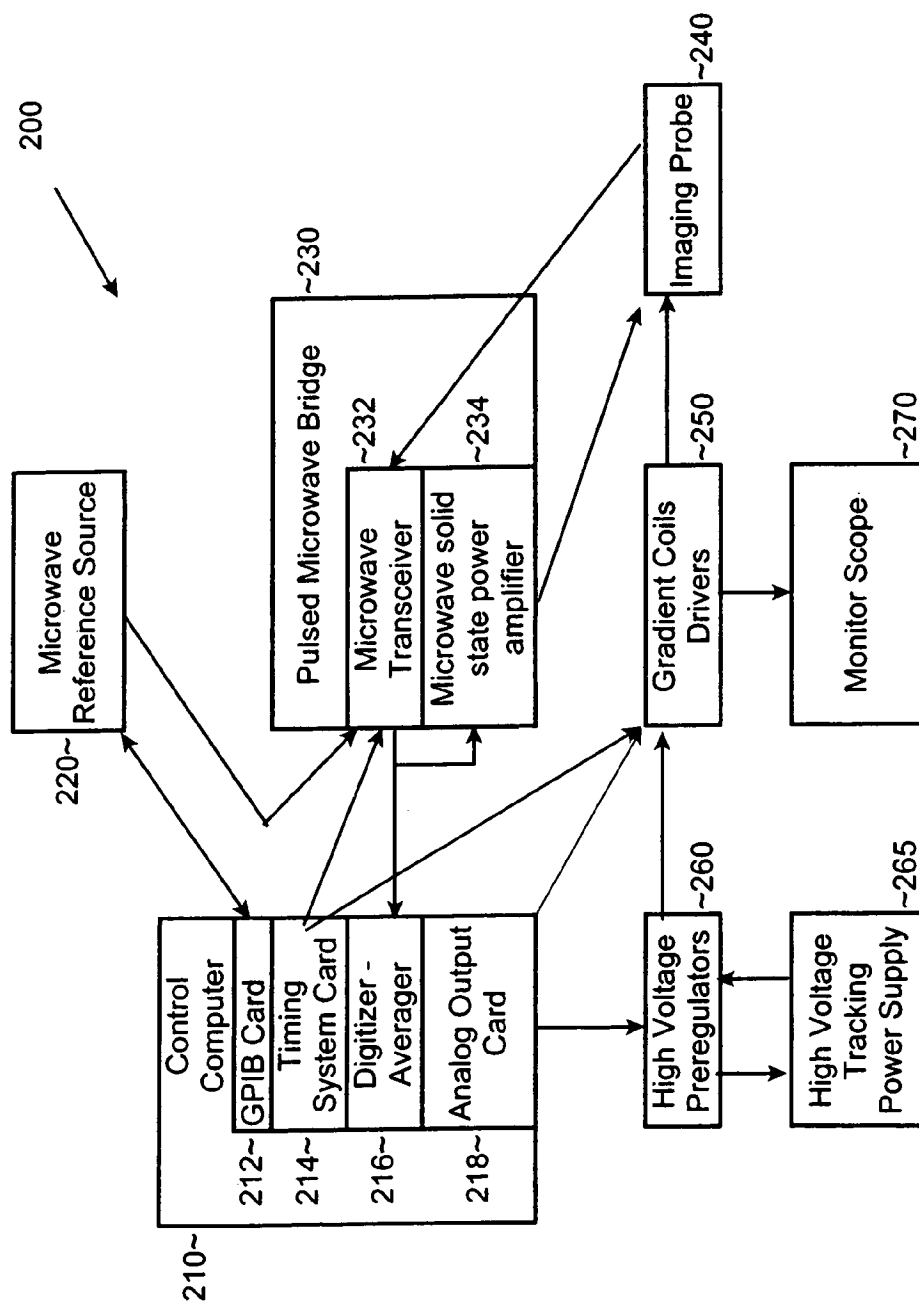 200
Microwave
Reference Source
220~
Control
Computer
210~
GPIB Card
212~
Timing
System Card
214~
Digitizer -
Averager
216~
Analog Output
Card
218~
Pulsed Microwave Bridge
~230
Microwave
Transceiver
~232
Microwave solid
state power
amplifier
~234
Imaging Probe
~240
Gradient Coils
Drivers
~250
High Voltage
Preregulators
~260
High Voltage
Tracking
Power Supply
~265
Monitor Scope
~270